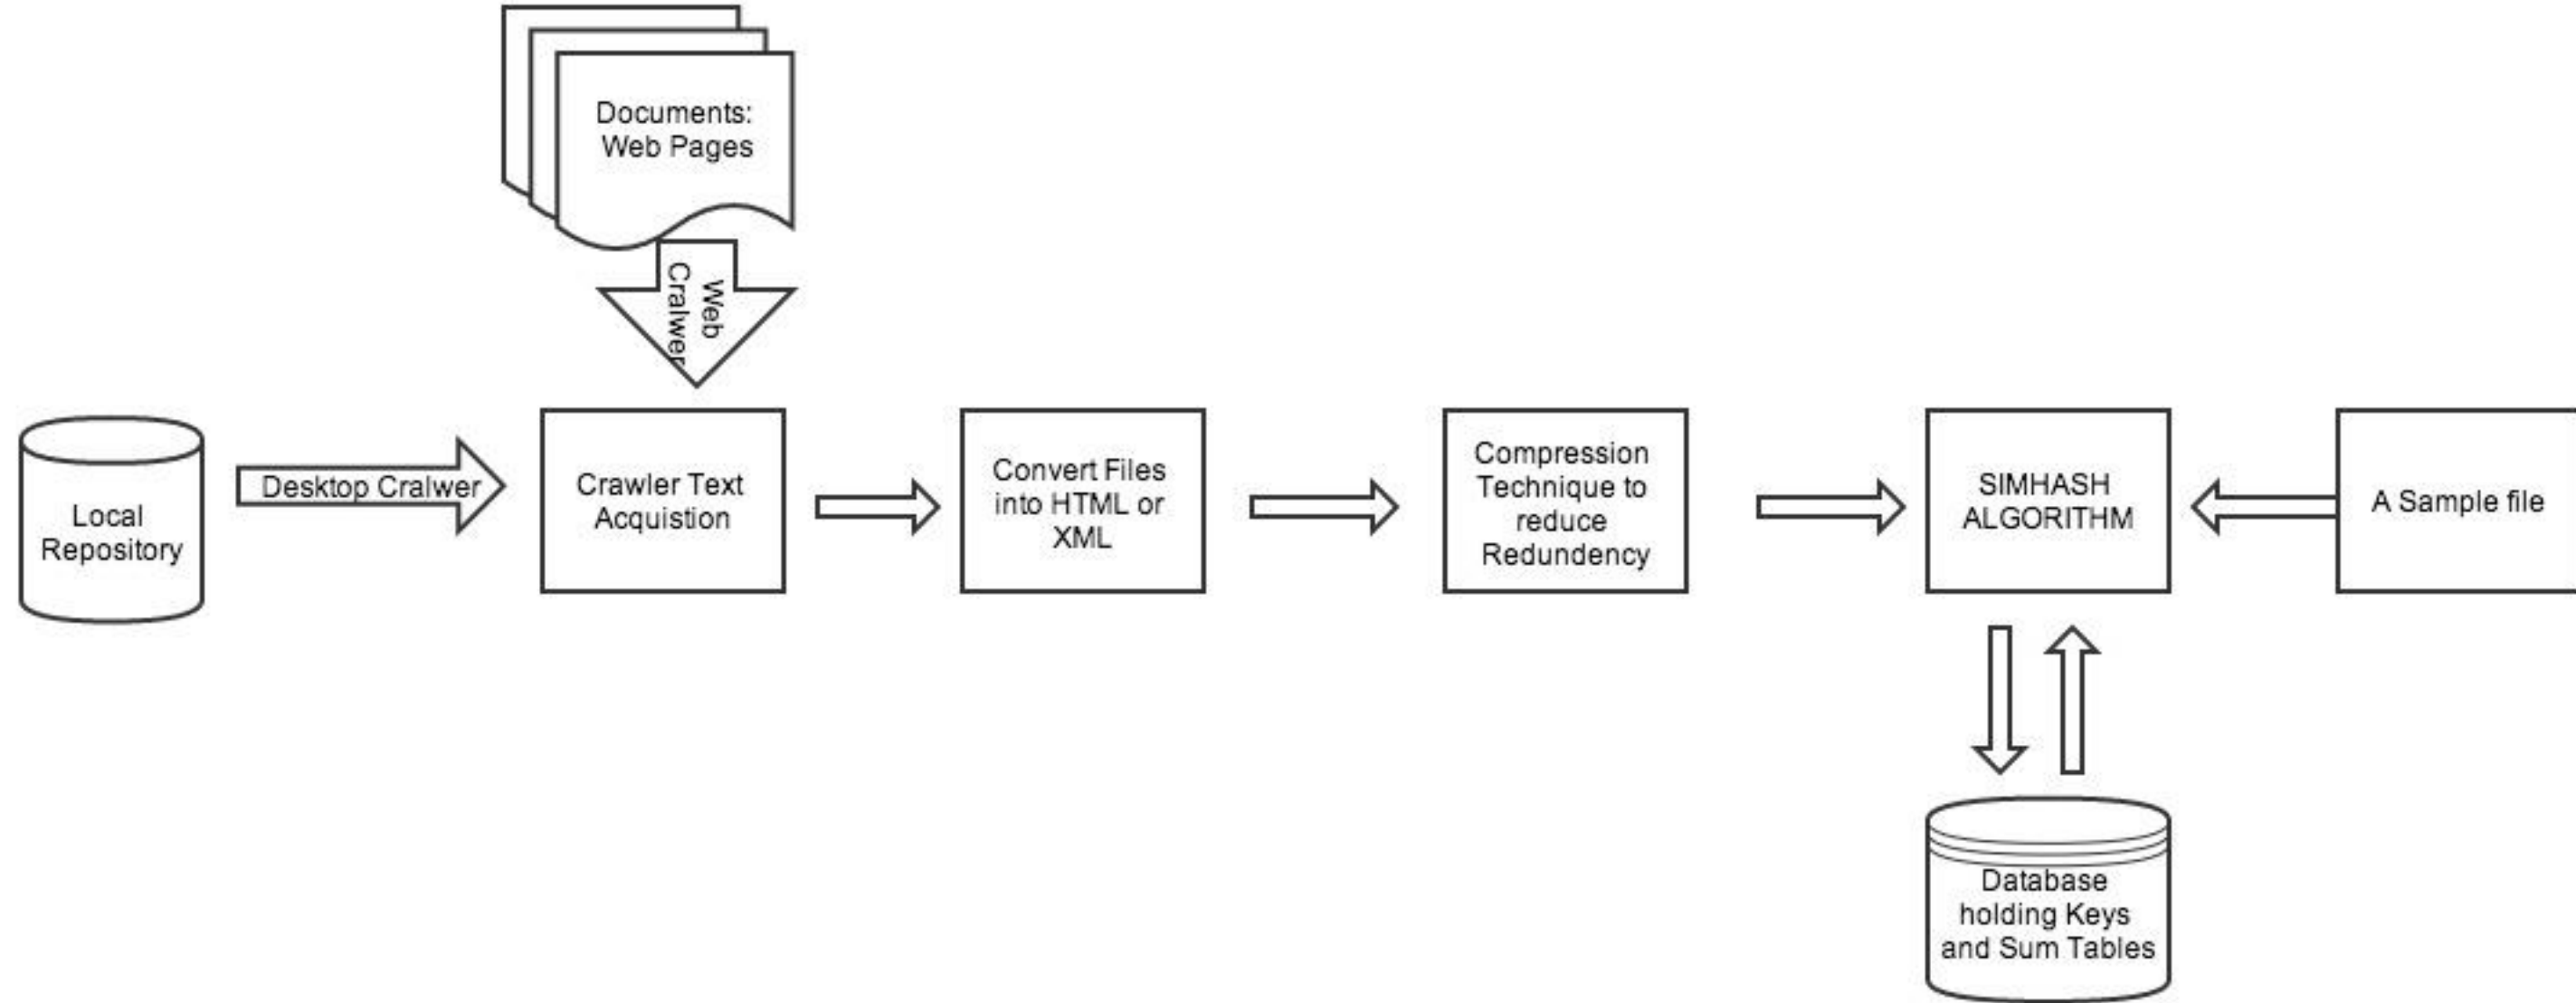 Documents:
Web Pages
Web
Cralwer
Local
Repository
Desktop Cralwer
Crawler Text
Acquistion
Convert Files
into HTML or
XML
Compression
Technique to
reduce
Redundency
SIMHASH
ALGORITHM
A Sample file
Database
holding Keys
and Sum Tables